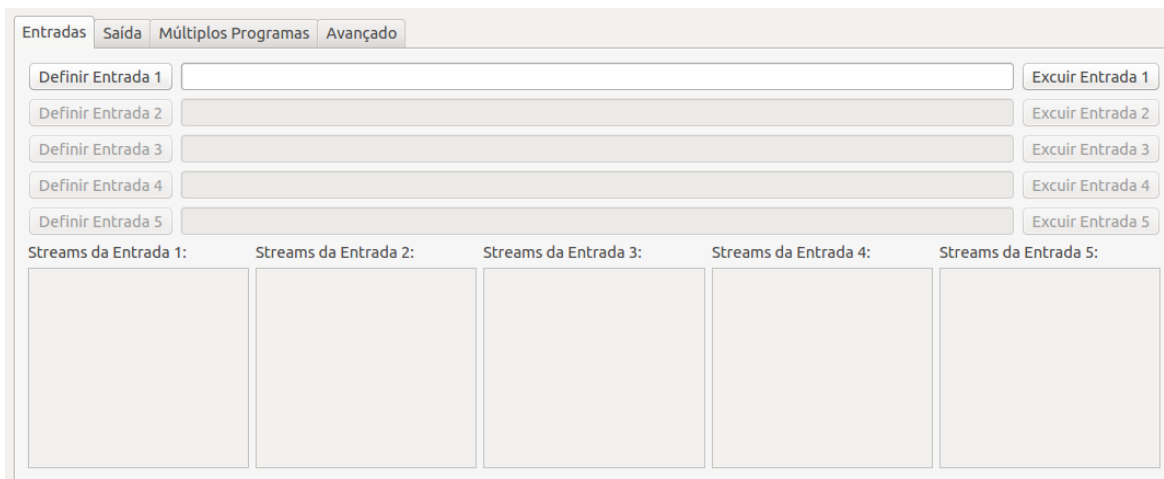 Entradas Saída Múltiplos Programas Avançado
Definir Entrada 1 Excuir Entrada 1
Definir Entrada 2 Excuir Entrada 2
Definir Entrada 3 Excuir Entrada 3
Definir Entrada 4 Excuir Entrada 4
Definir Entrada 5 Excuir Entrada 5
Streams da Entrada 1: Streams da Entrada 2: Streams da Entrada 3: Streams da Entrada 4: Streams da Entrada 5: